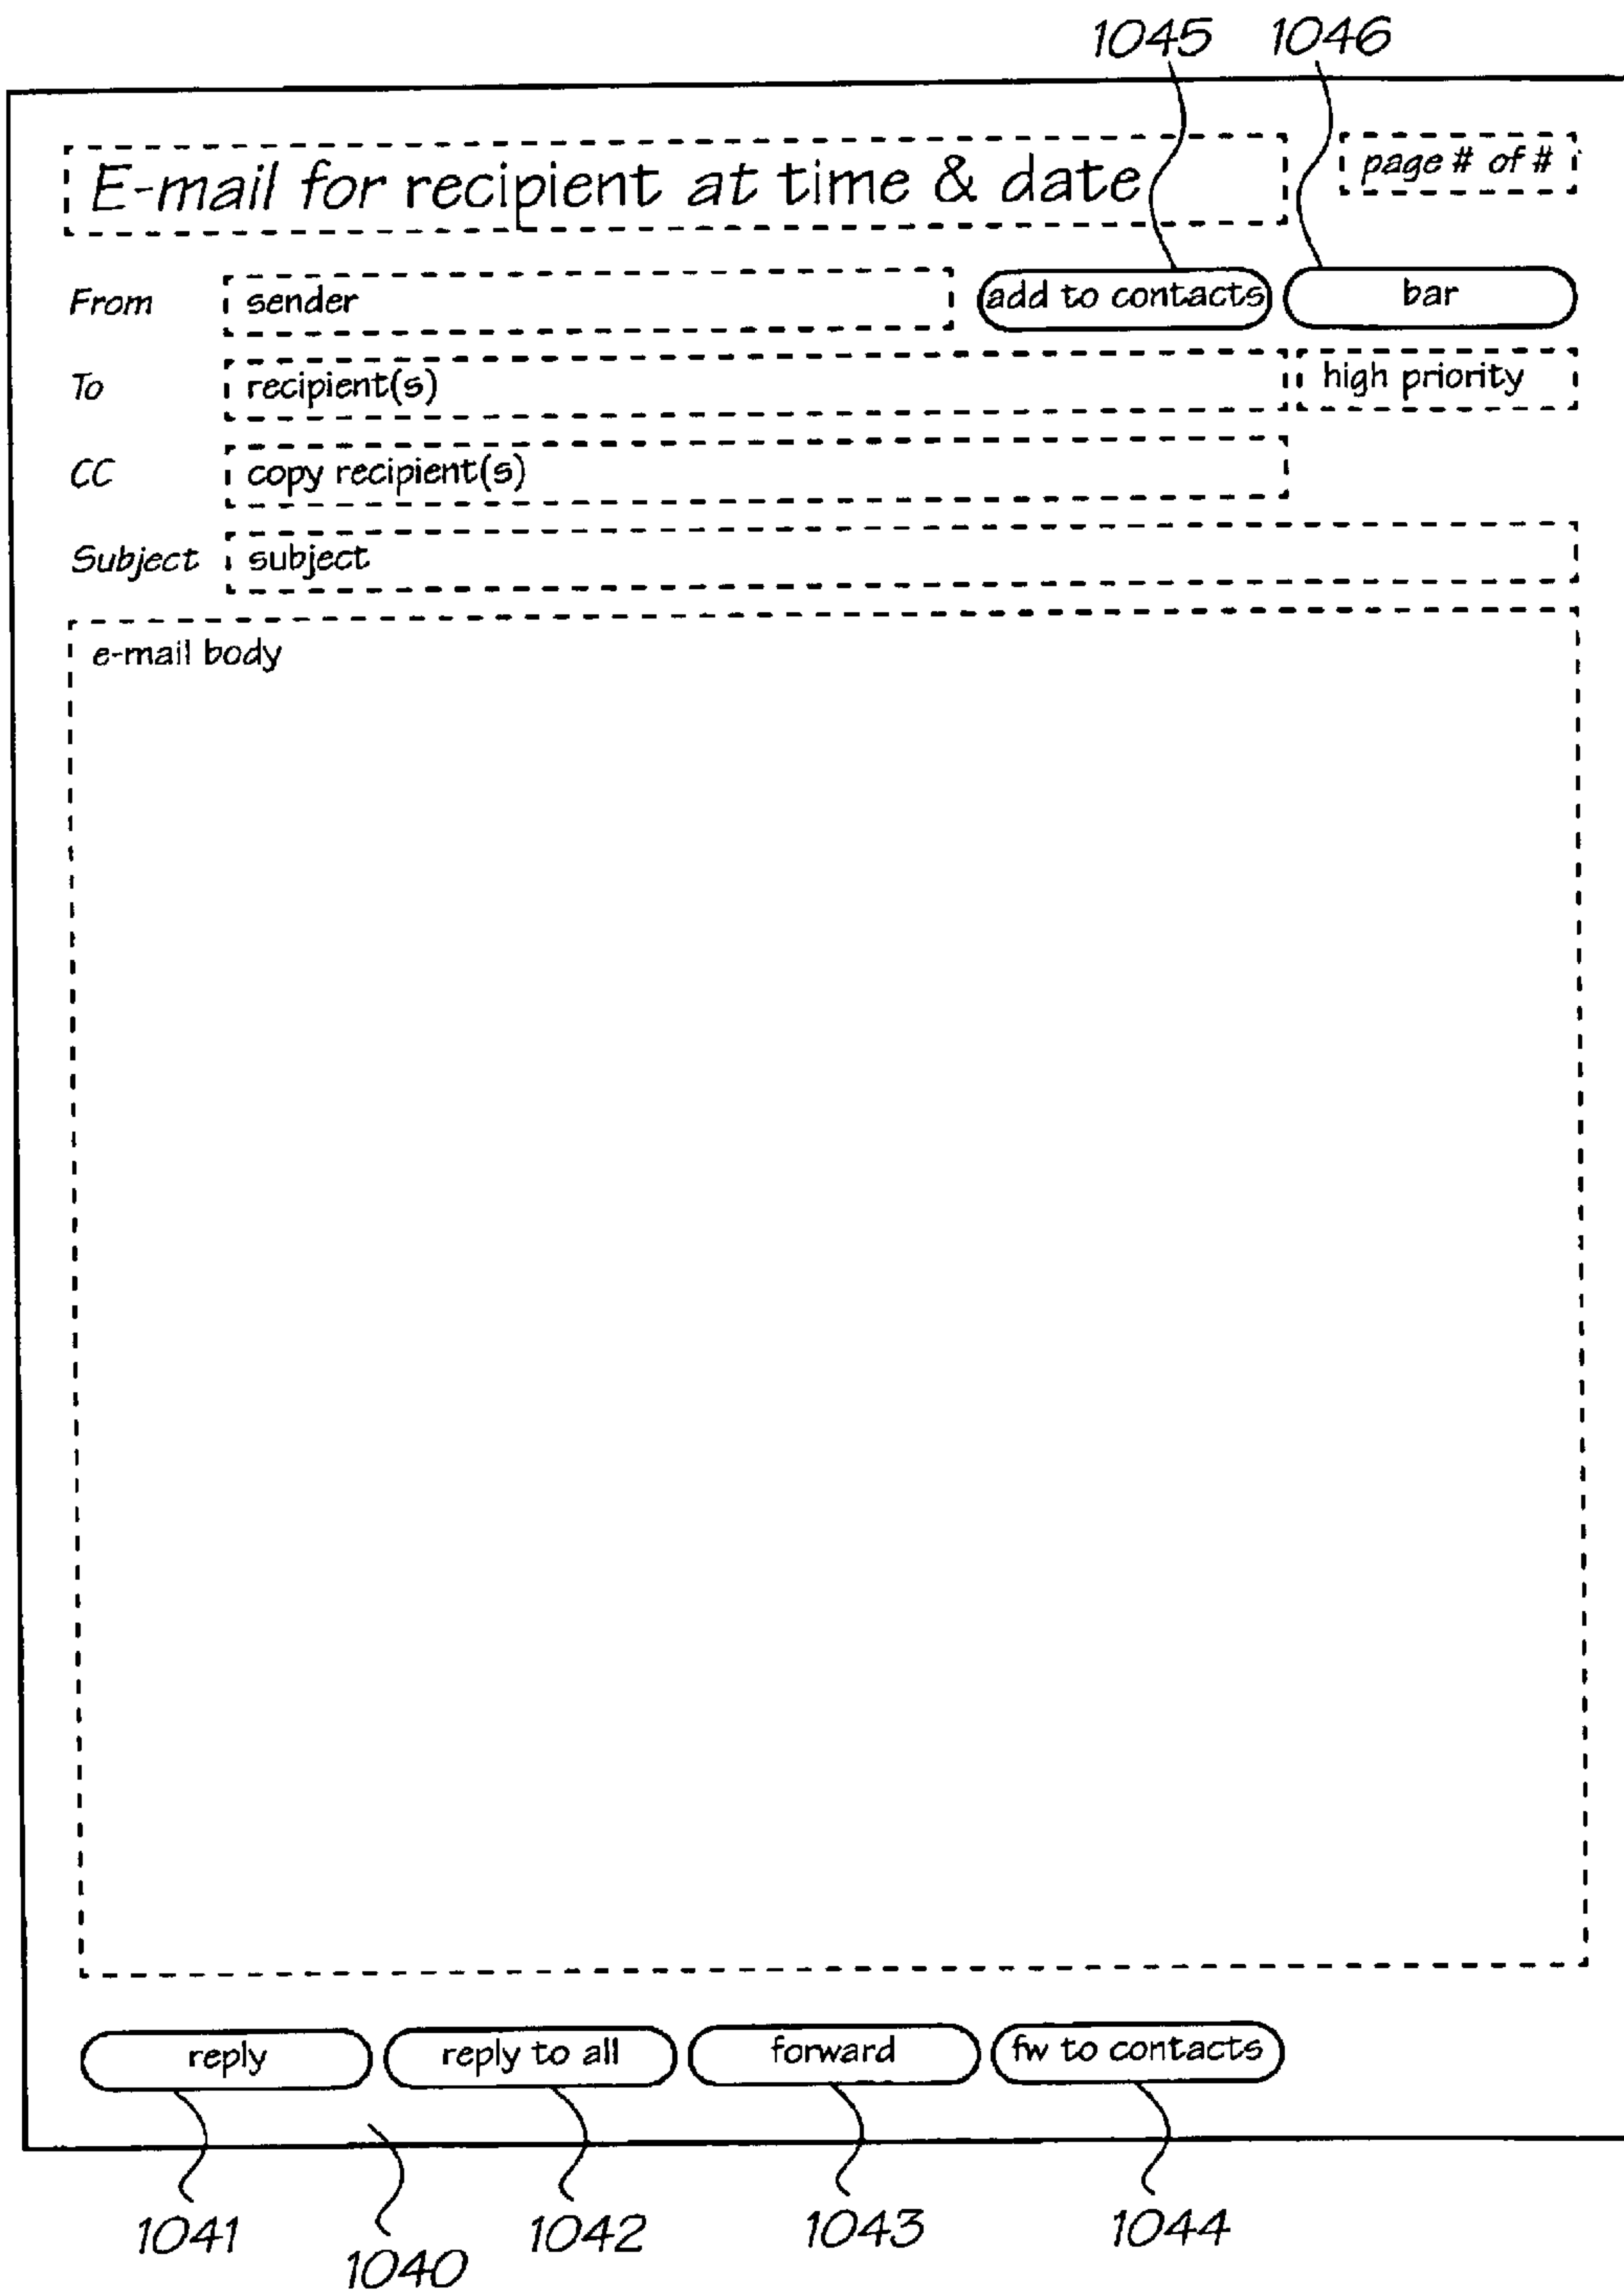 1045 1046
E-mail for recipient at time & date page # of #
From sender add to contacts bar
To recipient(s) high priority
CC copy recipient(s)
Subject subject
e-mail body
reply reply to all forward fw to contacts
1041 1040 1042 1043 1044